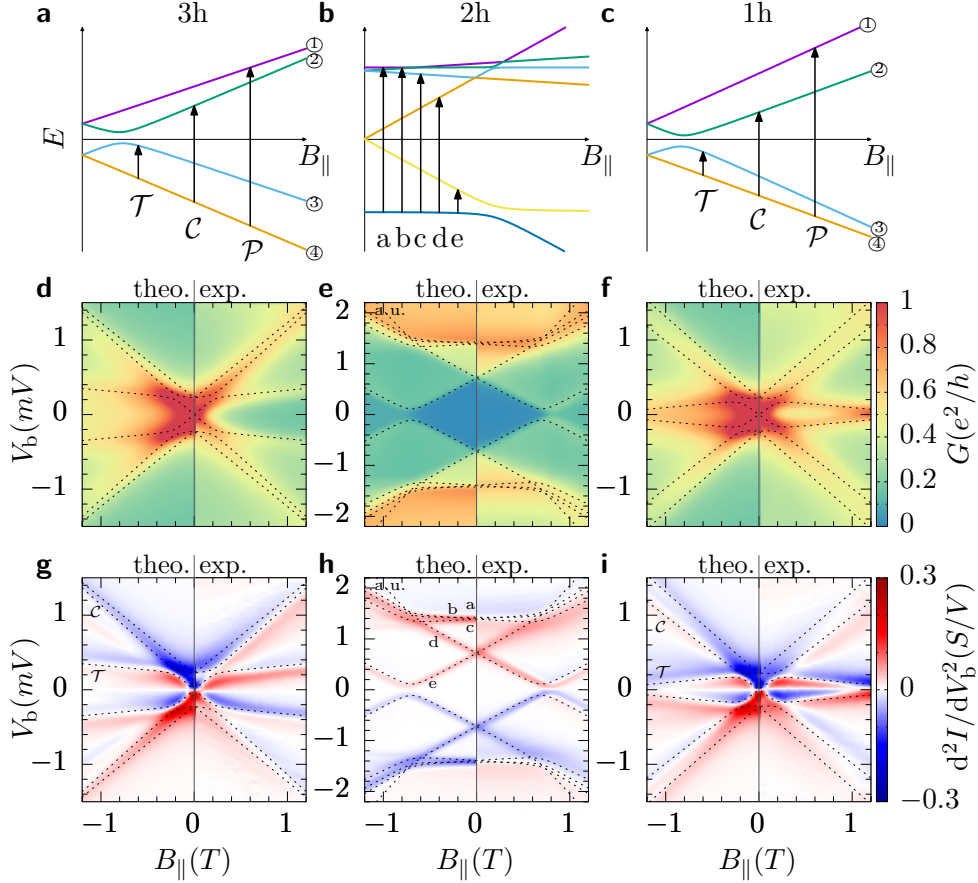 a 3h b 2h c 1h
① ② ① ②
E B∥ B∥ B∥
𝒯 𝒞 𝒫 a b c d e 𝒯 𝒞 𝒫
③ ④ ③ ④
d theo. exp. e theo. exp. f theo. exp.
a.u.
V_b(mV) 1 0 −1
2 1 0 −1 −2
1 0 −1
1 0.8 0.6 0.4 0.2 0 G(e²/h)
g theo. exp. h theo. exp. i theo. exp.
a.u.
𝒞 𝒯 a b c d e 𝒞 𝒯
V_b(mV) 1 0 −1
2 1 0 −1 −2
1 0 −1
0.3 0 −0.3 d²I/dV_b²(S/V)
−1 0 1 −1 0 1 −1 0 1
B∥(T) B∥(T) B∥(T)